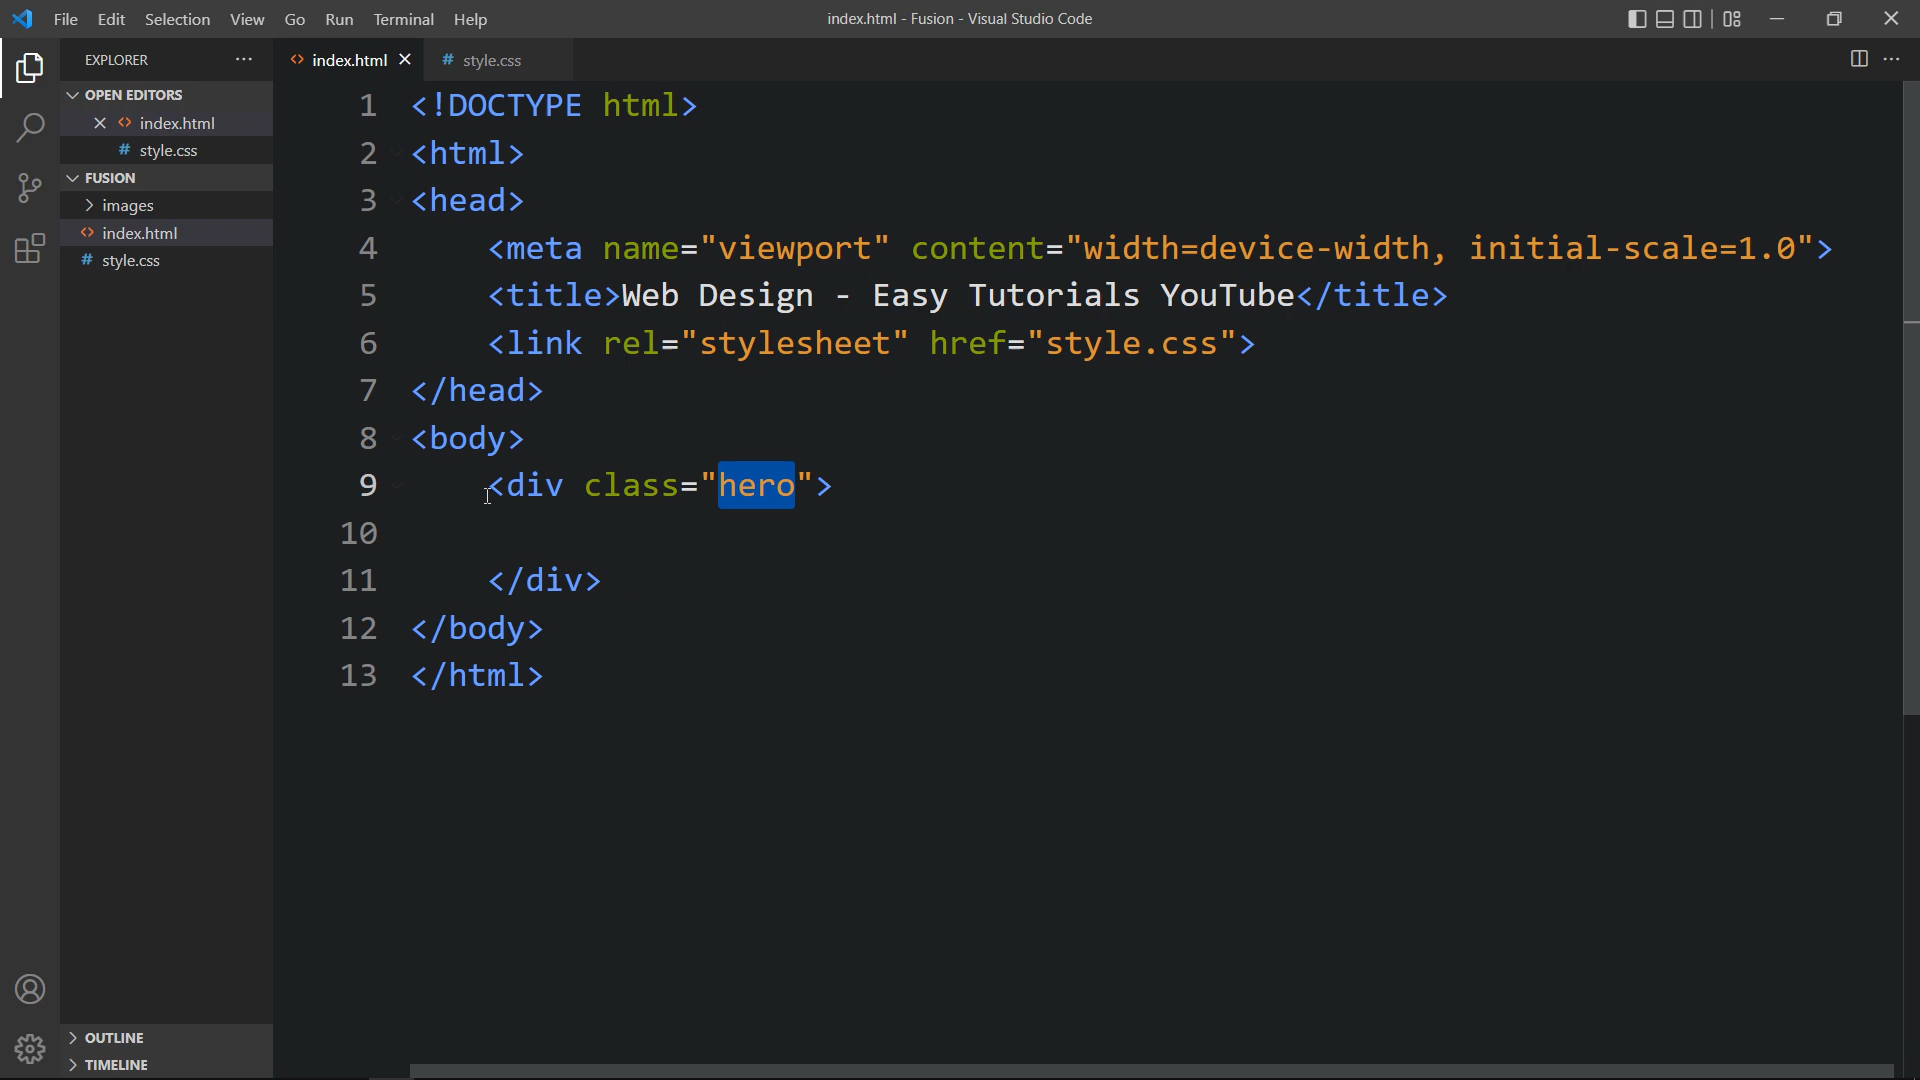 File Edit Selection View Go Run Terminal Help
index.html - Fusion - Visual Studio Code
EXPLORER
index.html
# style.css
OPEN EDITORS
index.html
# style.css
FUSION
images
index.html
# style.css
1 <!DOCTYPE html>
2 <html>
3 <head>
4 <meta name="viewport" content="width=device-width, initial-scale=1.0">
5 <title>Web Design - Easy Tutorials YouTube</title>
6 <link rel="stylesheet" href="style.css">
7 </head>
8 <body>
9 <div class="hero">
10
11 </div>
12 </body>
13 </html>
OUTLINE
TIMELINE